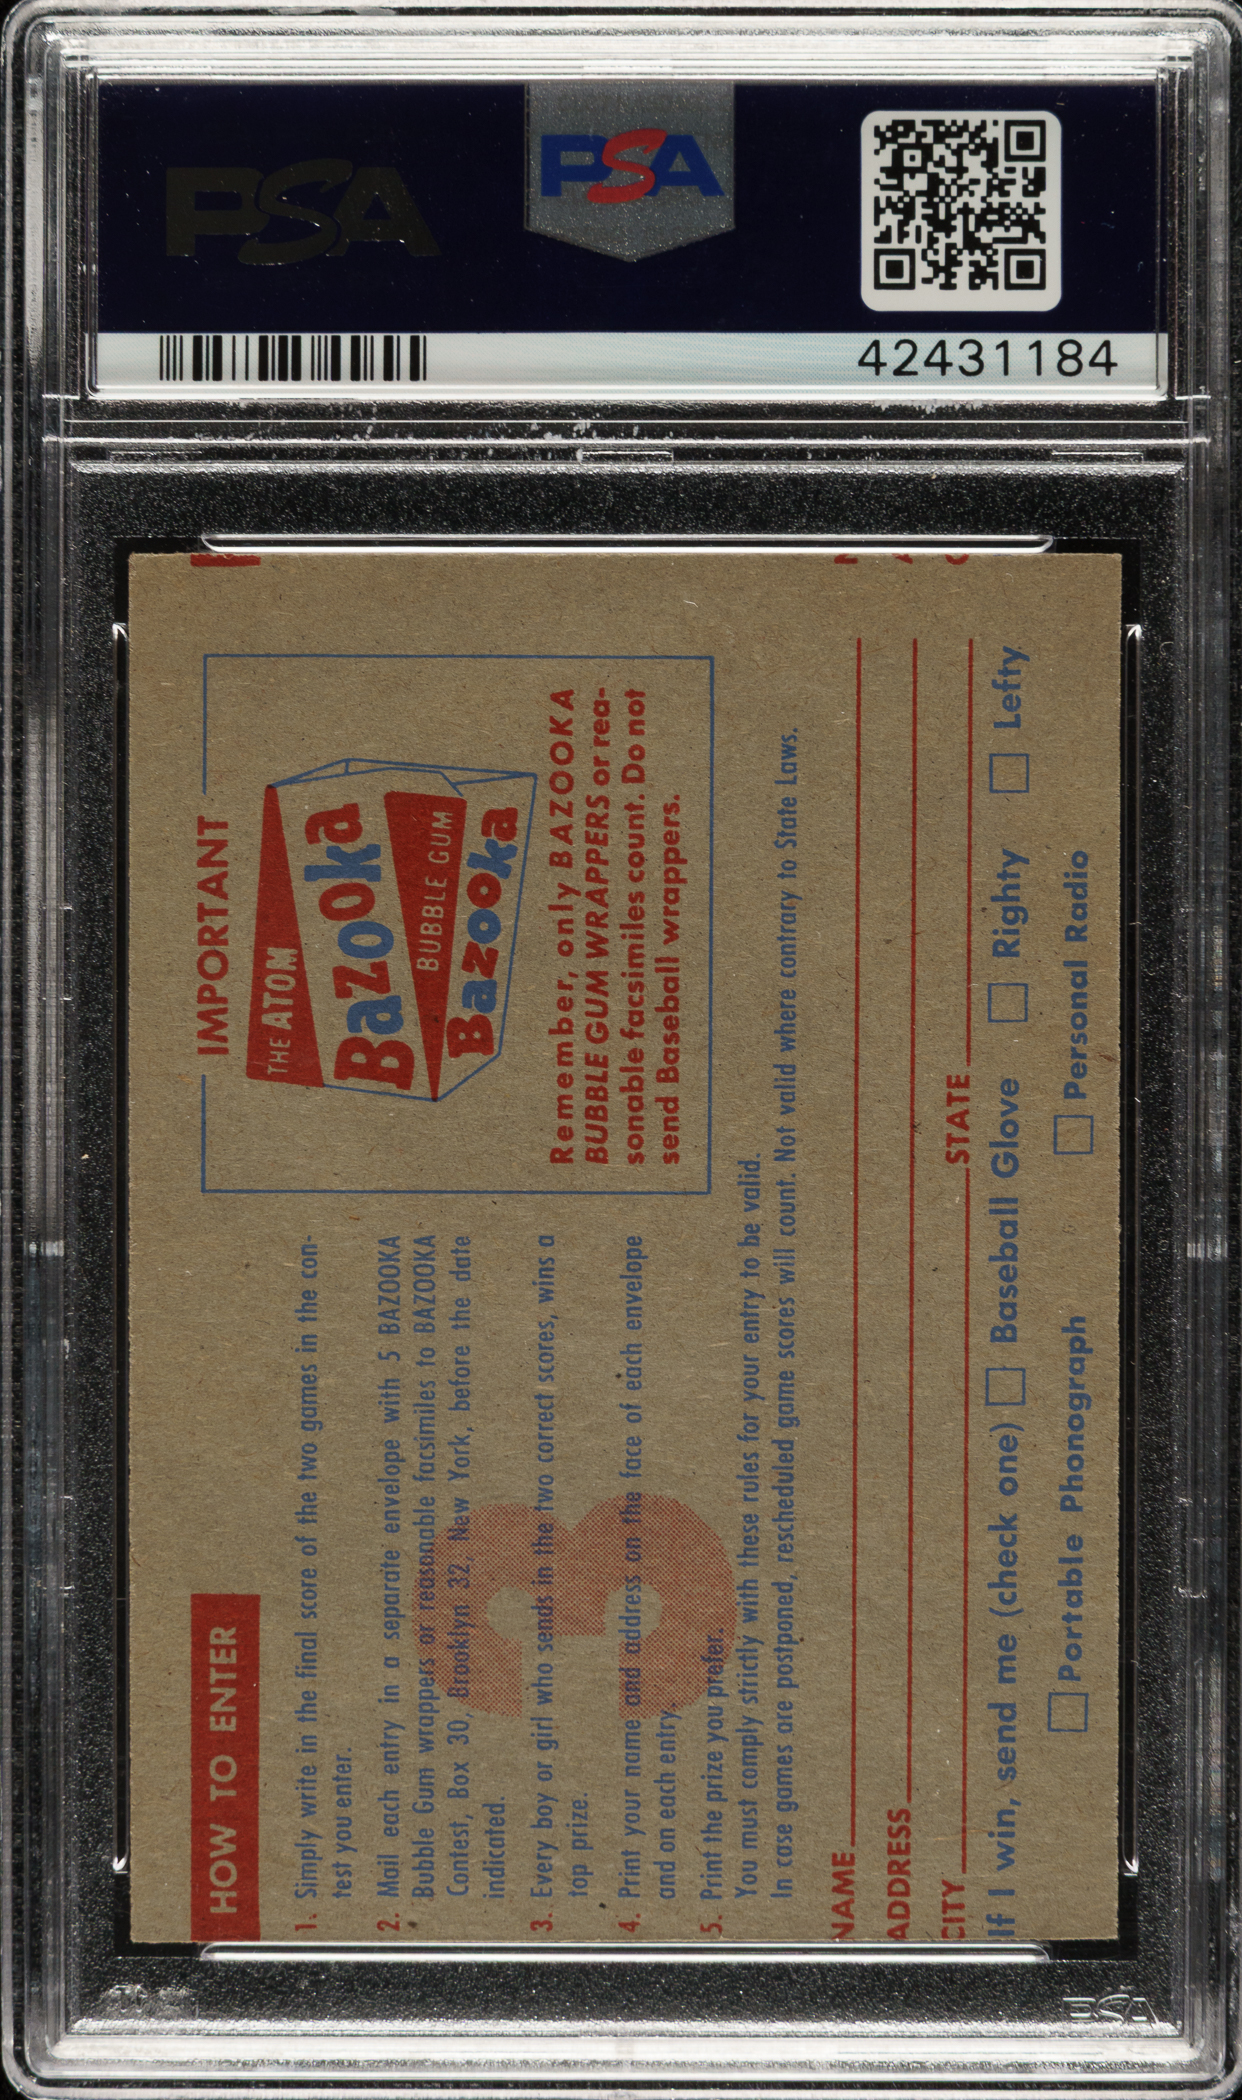 PSA
PSA
42431184
HOW TO ENTER
1. Simply write in the final score of the two games in the con-
test you enter.
2. Mail each entry in a separate envelope with 5 BAZOOKA
Bubble Gum wrappers or reasonable facsimiles to BAZOOKA
Contest, Box 30, Brooklyn 32, New York, before the date
indicated.
3. Every boy or girl who sends in the two correct scores, wins a
top prize.
4. Print your name and address on the face of each envelope
and on each entry.
5. Print the prize you prefer.
You must comply strictly with these rules for your entry to be valid.
In case games are postponed, rescheduled game scores will count. Not valid where contrary to State Laws.
3
IMPORTANT
THE ATOM
Bazooka
BUBBLE GUM
Bazooka
Remember, only BAZOOKA
BUBBLE GUM WRAPPERS or rea-
sonable facsimiles count. Do not
send Baseball wrappers.
NAME
ADDRESS
CITY STATE
If I win, send me (check one) Baseball Glove Righty Lefty
Portable Phonograph Personal Radio
PSA